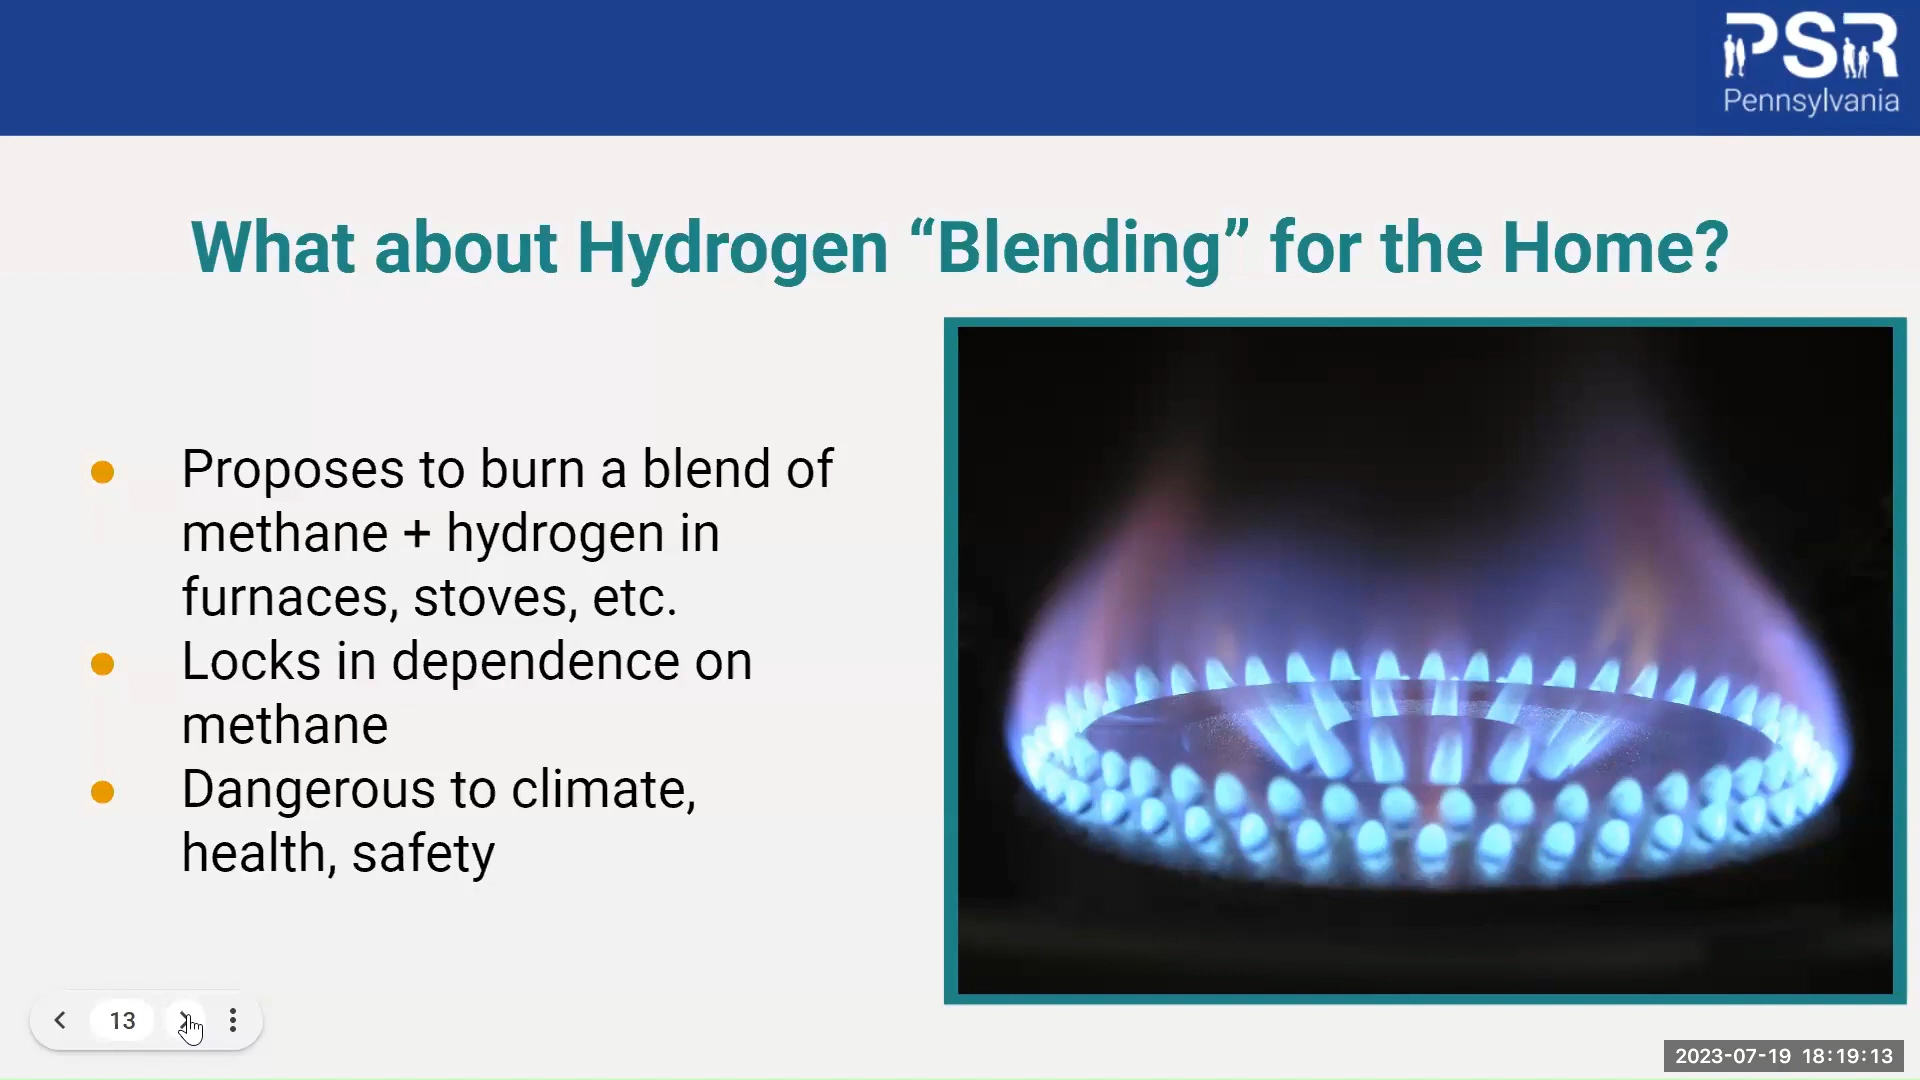 PSR
Pennsylvania
What about Hydrogen “Blending” for the Home?
● Proposes to burn a blend of
methane + hydrogen in
furnaces, stoves, etc.
● Locks in dependence on
methane
● Dangerous to climate,
health, safety
13
2023-07-19 18:19:13